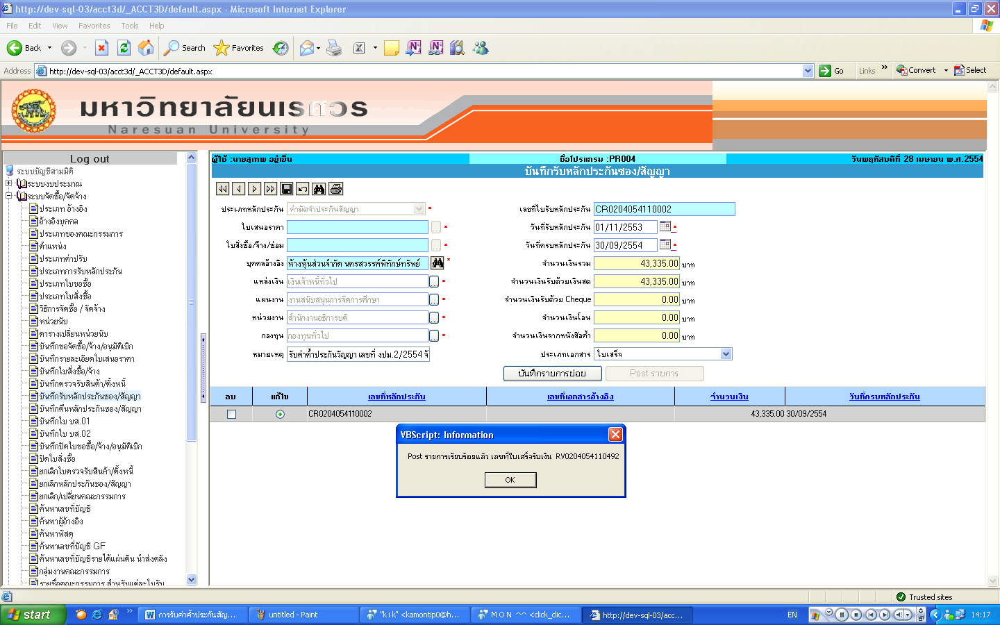 http://dev-sql-03/acct3d/_ACCT3D/default.aspx - Microsoft Internet Explorer
File Edit View Favorites Tools Help
Back Search Favorites
Address http://dev-sql-03/acct3d/_ACCT3D/default.aspx Go Links Convert Select
มหาวิทยาลัยนเรศวร
Naresuan University
Log out
ระบบบัญชีสามมิติ
ระบบงบประมาณ
ระบบจัดซื้อ/จัดจ้าง
ประเภท อ้างอิง
อ้างอิงบุคคล
ประเภทของคณะกรรมการ
ตำแหน่ง
ประเภทค่าปรับ
ประเภทการรับหลักประกัน
ประเภทใบขอซื้อ
ประเภทใบสั่งซื้อ
วิธีการจัดซื้อ / จัดจ้าง
หน่วยนับ
ตารางเปลี่ยนหน่วยนับ
บันทึกขอจัดซื้อ/จ้าง/อนุมัติเบิก
บันทึกรายละเอียดใบเสนอราคา
บันทึกใบสั่งซื้อ/จ้าง
บันทึกตรวจรับสินค้า/ตั้งหนี้
บันทึกรับหลักประกันซอง/สัญญา
บันทึกคืนหลักประกันซอง/สัญญา
บันทึกใบ บส.01
บันทึกใบ บส.02
บันทึกปิดใบขอซื้อ/จ้าง/อนุมัติเบิก
ปิดใบสั่งซื้อ
ยกเลิกใบตรวจรับสินค้า/ตั้งหนี้
ยกเลิกหลักประกันซอง/สัญญา
ยกเลิก/เปลี่ยนคณะกรรมการ
ค้นหาเลขที่บัญชี
ค้นหาผู้อ้างอิง
ค้นหาพัสดุ
ค้นหาเลขที่บัญชี GF
ค้นหาเลขที่บัญชีรายได้แผ่นดิน นำส่งคลัง
กลุ่มงานคณะกรรมการ
รายชื่อคณะกรรมการ สำหรับแต่ละใบรับ
ผู้ใช้ :นายสุเทพ อยู่เย็น ชื่อโปรแกรม :PR004 วันพฤหัสบดีที่ 28 เมษายน พ.ศ.2554
บันทึกรับหลักประกันซอง/สัญญา
ประเภทหลักประกัน ค่ามัดจำประกันสัญญา * เลขที่ใบรับหลักประกัน CR0204054110002
ใบเสนอราคา ... * วันที่รับหลักประกัน 01/11/2553 *
ใบสั่งซื้อ/จ้าง/ซ่อม ... * วันที่ครบหลักประกัน 30/09/2554 *
บุคคลอ้างอิง ห้างหุ้นส่วนจำกัด นครสวรรค์พิทักษ์ทรัพย์ * จำนวนเงินรวม 43,335.00 บาท
แหล่งเงิน เงินเจ้าหนี้ทั่วไป ... * จำนวนเงินรับด้วยเงินสด 43,335.00 บาท
แผนงาน งานสนับสนุนการจัดการศึกษา ... * จำนวนเงินรับด้วย Cheque 0.00 บาท
หน่วยงาน สำนักงานอธิการบดี ... * จำนวนเงินโอน 0.00 บาท
กองทุน กองทุนทั่วไป ... * จำนวนเงินจากหนังสือค้ำ 0.00 บาท
หมายเหตุ รับค่าค้ำประกันวัญญา เลขที่ งปม.2/2554 จั ประเภทเอกสาร ใบเสร็จ
บันทึกรายการย่อย Post รายการ
ลบ แก้ไข เลขที่หลักประกัน เลขที่เอกสารอ้างอิง จำนวนเงิน วันที่ครบหลักประกัน
CR0204054110002 43,335.00 30/09/2554
VBScript: Information
Post รายการเรียบร้อยแล้ว เลขที่ใบเสร็จรับเงิน RV0204054110492
OK
Trusted sites
start การรับค่าค้ำประกันสัญ... untitled - Paint "k i k" <kamontip0@h... M O N ^^ <click_clic... http://dev-sql-03/acc... EN 14:17